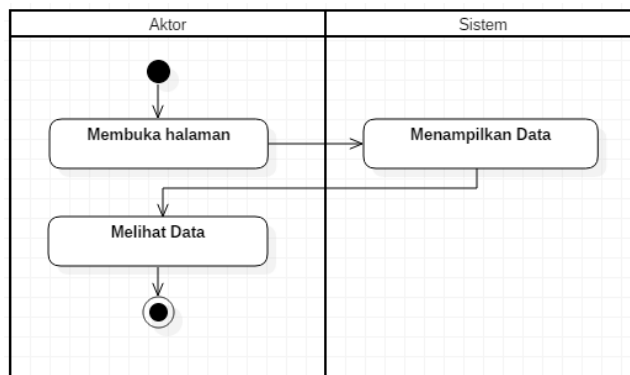 Aktor
Sistem
Membuka halaman
Menampilkan Data
Melihat Data